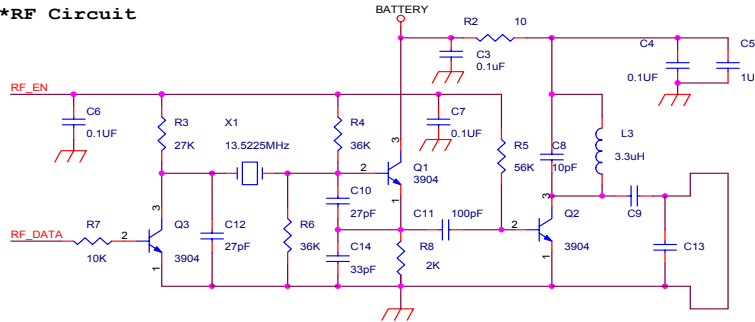 *RF Circuit
BATTERY
R2 10
C3
0.1uF
C4
0.1UF
C5
1U
RF_EN
C6
0.1UF
R3
27K
X1
13.5225MHz
R4
36K
C7
0.1UF
R5
56K
C8
10pF
L3
3.3uH
3
2
1
Q1
3904
C10
27pF
C11 100pF
C9
RF_DATA
R7
10K
2
3
1
Q3
3904
C12
27pF
R6
36K
C14
33pF
R8
2K
2
3
1
Q2
3904
C13